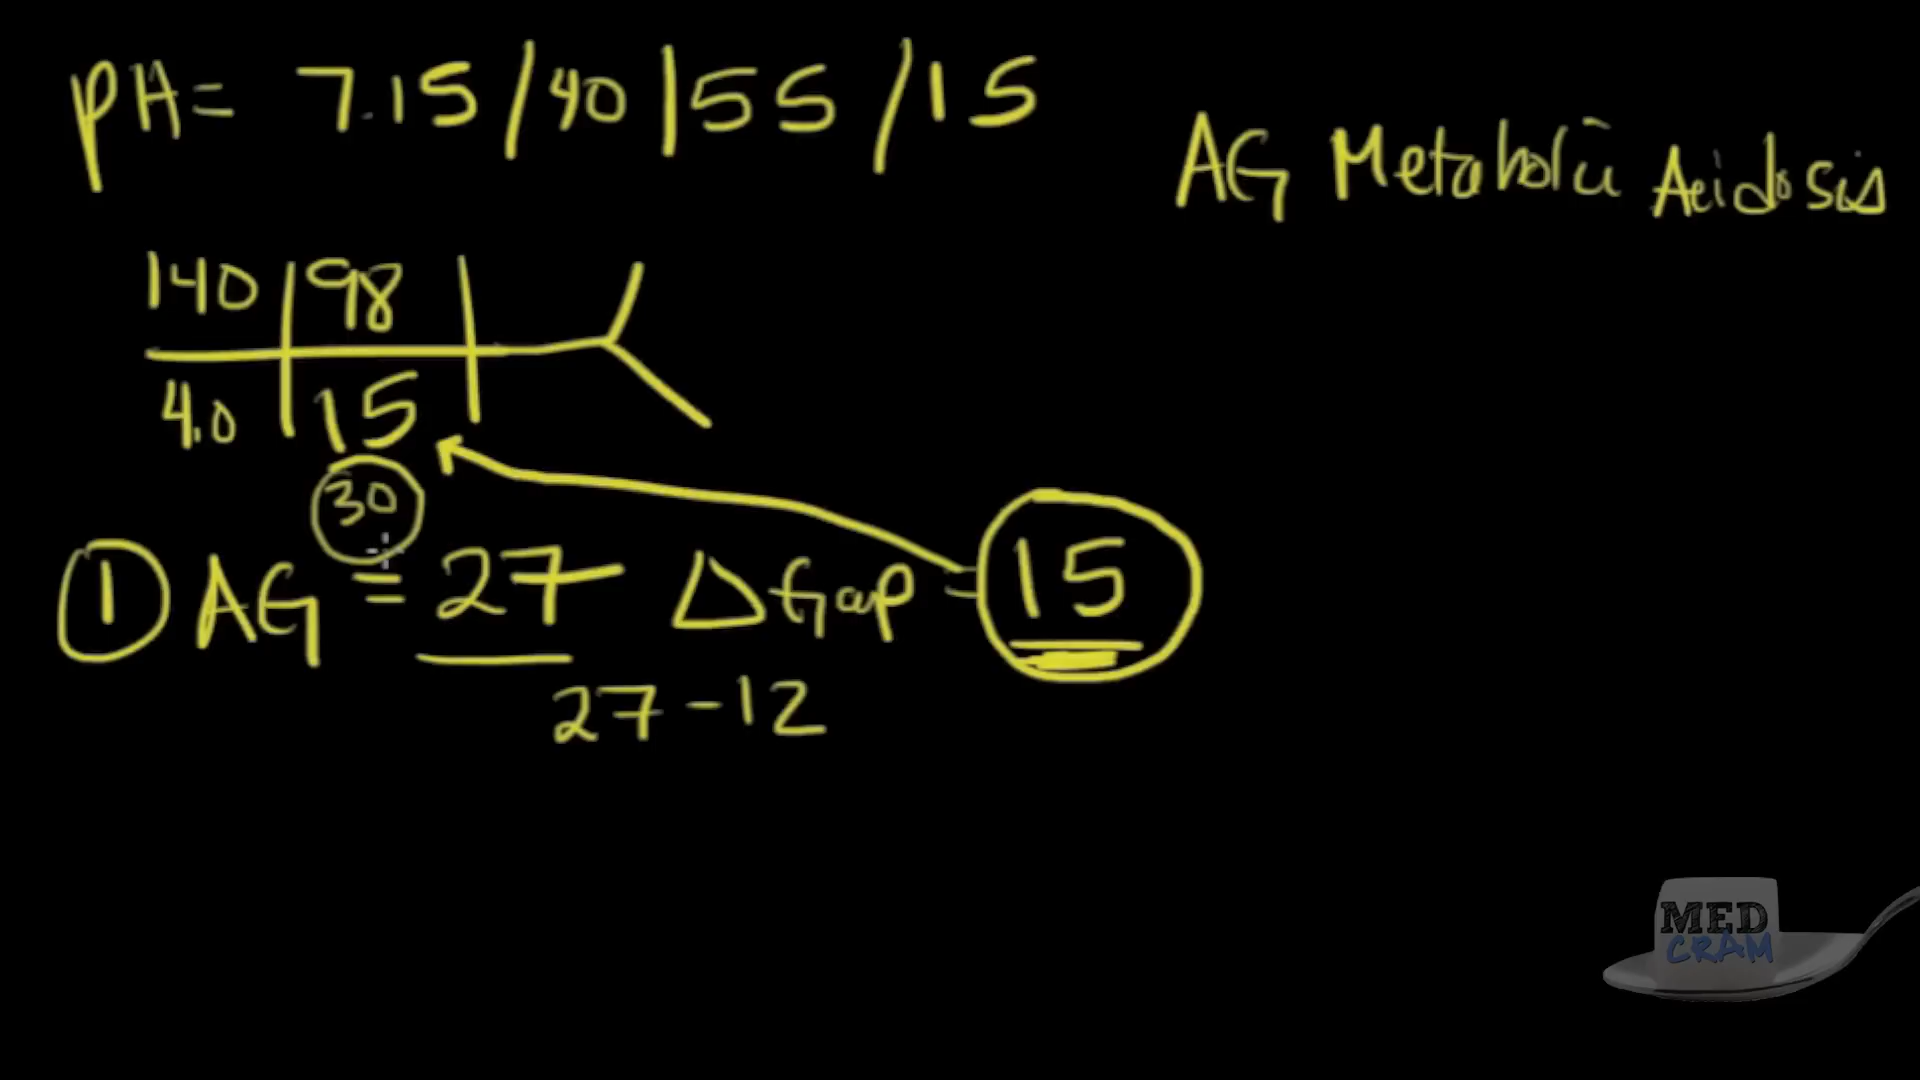 pH = 7.15/40/55/15
AG Metabolic Acidosis
140 98
4.0 15
30
1 AG = 27 Δ Gap = 15
27 - 12
MED
CRAM